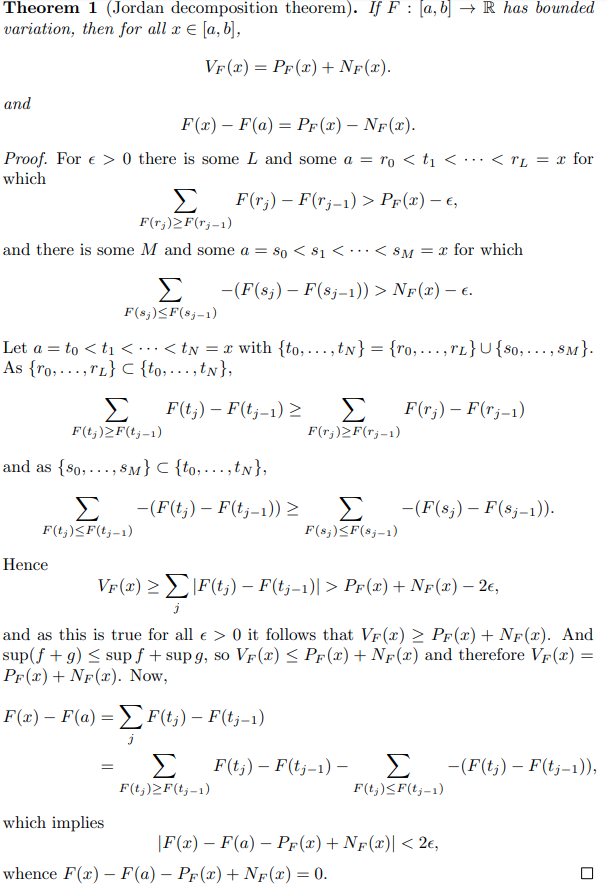 Theorem 1 (Jordan decomposition theorem). If F : [a, b] → ℝ has bounded
variation, then for all x ∈ [a, b],
V_F(x) = P_F(x) + N_F(x).
and
F(x) − F(a) = P_F(x) − N_F(x).
Proof. For ϵ > 0 there is some L and some a = r_0 < t_1 < ··· < r_L = x for
which
∑_{F(r_j)≥F(r_{j−1})} F(r_j) − F(r_{j−1}) > P_F(x) − ϵ,
and there is some M and some a = s_0 < s_1 < ··· < s_M = x for which
∑_{F(s_j)≤F(s_{j−1})} −(F(s_j) − F(s_{j−1})) > N_F(x) − ϵ.
Let a = t_0 < t_1 < ··· < t_N = x with {t_0, . . . , t_N} = {r_0, . . . , r_L} ∪ {s_0, . . . , s_M}.
As {r_0, . . . , r_L} ⊂ {t_0, . . . , t_N},
∑_{F(t_j)≥F(t_{j−1})} F(t_j) − F(t_{j−1}) ≥ ∑_{F(r_j)≥F(r_{j−1})} F(r_j) − F(r_{j−1})
and as {s_0, . . . , s_M} ⊂ {t_0, . . . , t_N},
∑_{F(t_j)≤F(t_{j−1})} −(F(t_j) − F(t_{j−1})) ≥ ∑_{F(s_j)≤F(s_{j−1})} −(F(s_j) − F(s_{j−1})).
Hence
V_F(x) ≥ ∑_j |F(t_j) − F(t_{j−1})| > P_F(x) + N_F(x) − 2ϵ,
and as this is true for all ϵ > 0 it follows that V_F(x) ≥ P_F(x) + N_F(x). And
sup(f + g) ≤ sup f + sup g, so V_F(x) ≤ P_F(x) + N_F(x) and therefore V_F(x) =
P_F(x) + N_F(x). Now,
F(x) − F(a) = ∑_j F(t_j) − F(t_{j−1})
= ∑_{F(t_j)≥F(t_{j−1})} F(t_j) − F(t_{j−1}) − ∑_{F(t_j)≤F(t_{j−1})} −(F(t_j) − F(t_{j−1})),
which implies
|F(x) − F(a) − P_F(x) + N_F(x)| < 2ϵ,
whence F(x) − F(a) − P_F(x) + N_F(x) = 0. □